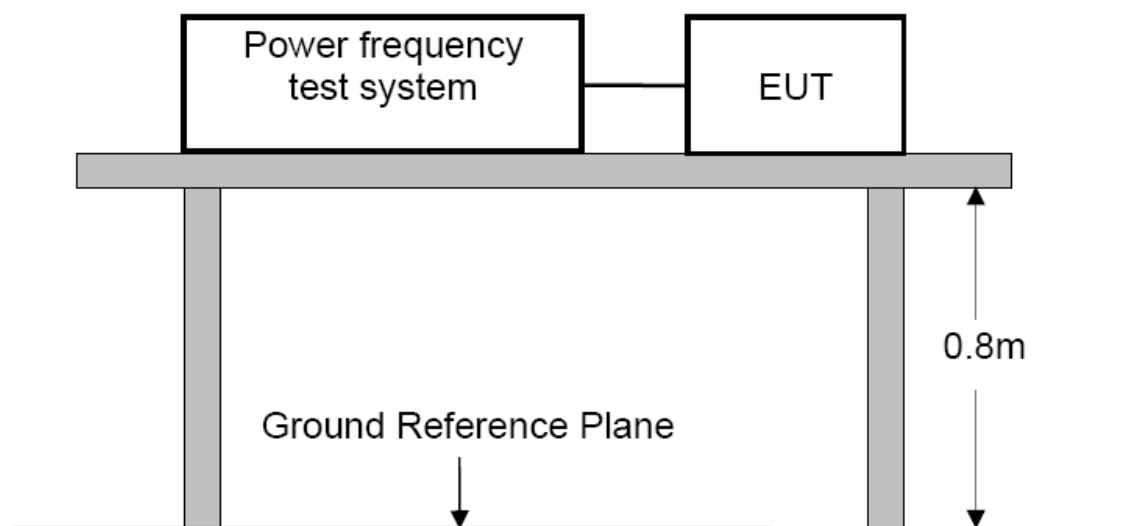 Power frequency
test system
EUT
0.8m
Ground Reference Plane